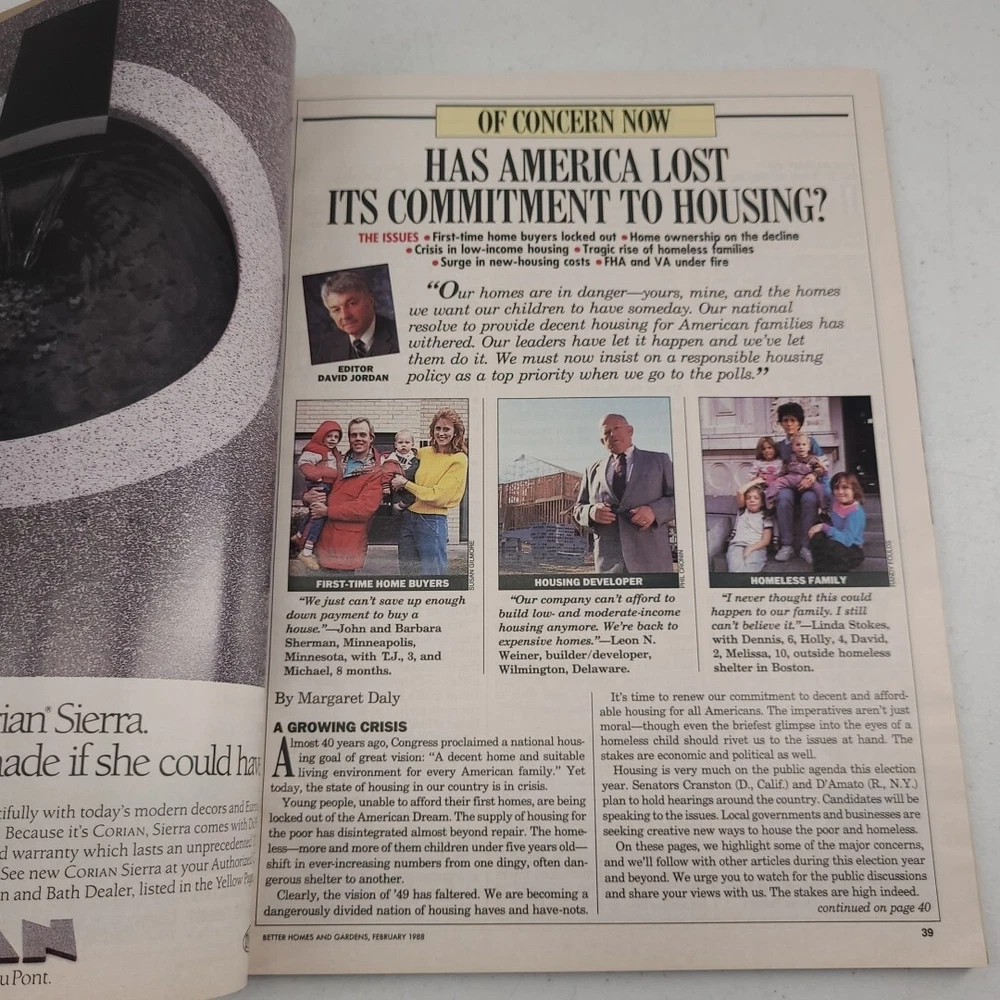 rian® Sierra.
ade if she could
tifully with today's modern decors and
Because it's CORIAN, Sierra comes with
d warranty which lasts an unprecedented
See new CORIAN Sierra at your Authorized
n and Bath Dealer, listed in the Yellow
AN
uPont.
OF CONCERN NOW
HAS AMERICA LOST
ITS COMMITMENT TO HOUSING?
THE ISSUES • First-time home buyers locked out • Home ownership on the decline
• Crisis in low-income housing • Tragic rise of homeless families
• Surge in new-housing costs • FHA and VA under fire
EDITOR
DAVID JORDAN
“Our homes are in danger—yours, mine, and the homes
we want our children to have someday. Our national
resolve to provide decent housing for American families has
withered. Our leaders have let it happen and we've let
them do it. We must now insist on a responsible housing
policy as a top priority when we go to the polls.”
SUSAN GILMORE
FIRST-TIME HOME BUYERS
“We just can't save up enough
down payment to buy a
house.”—John and Barbara
Sherman, Minneapolis,
Minnesota, with T.J., 3, and
Michael, 8 months.
PHIL CRONIN
HOUSING DEVELOPER
“Our company can't afford to
build low- and moderate-income
housing anymore. We're back to
expensive homes.”—Leon N.
Weiner, builder/developer,
Wilmington, Delaware.
HOMELESS FAMILY
“I never thought this could
happen to our family. I still
can't believe it.”—Linda Stokes,
with Dennis, 6, Holly, 4, David,
2, Melissa, 10, outside homeless
shelter in Boston.
By Margaret Daly
A GROWING CRISIS
Almost 40 years ago, Congress proclaimed a national hous-
ing goal of great vision: “A decent home and suitable
living environment for every American family.” Yet
today, the state of housing in our country is in crisis.
Young people, unable to afford their first homes, are being
locked out of the American Dream. The supply of housing for
the poor has disintegrated almost beyond repair. The home-
less—more and more of them children under five years old—
shift in ever-increasing numbers from one dingy, often dan-
gerous shelter to another.
Clearly, the vision of '49 has faltered. We are becoming a
dangerously divided nation of housing haves and have-nots.
It's time to renew our commitment to decent and afford-
able housing for all Americans. The imperatives aren't just
moral—though even the briefest glimpse into the eyes of a
homeless child should rivet us to the issues at hand. The
stakes are economic and political as well.
Housing is very much on the public agenda this election
year. Senators Cranston (D., Calif.) and D'Amato (R., N.Y.)
plan to hold hearings around the country. Candidates will be
speaking to the issues. Local governments and businesses are
seeking creative new ways to house the poor and homeless.
On these pages, we highlight some of the major concerns,
and we'll follow with other articles during this election year
and beyond. We urge you to watch for the public discussions
and share your views with us. The stakes are high indeed.
continued on page 40
BETTER HOMES AND GARDENS, FEBRUARY 1988
39